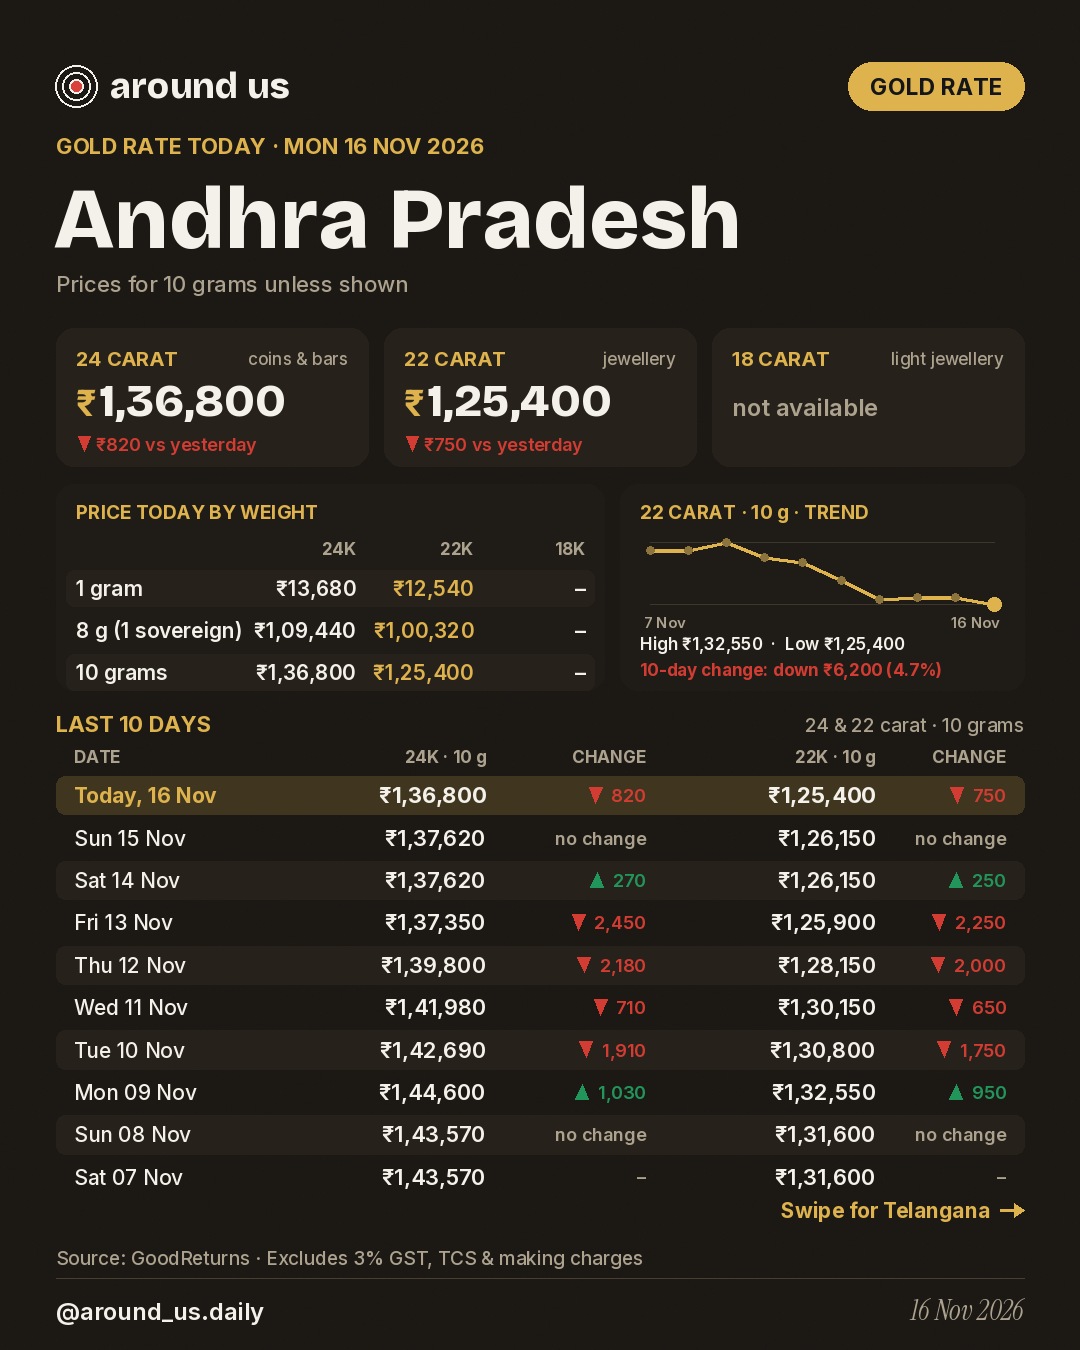 around us
GOLD RATE
GOLD RATE TODAY · MON 16 NOV 2026
Andhra Pradesh
Prices for 10 grams unless shown
24 CARAT coins & bars
₹1,36,800
▼ ₹820 vs yesterday
22 CARAT jewellery
₹1,25,400
▼ ₹750 vs yesterday
18 CARAT light jewellery
not available
PRICE TODAY BY WEIGHT
24K 22K 18K
1 gram ₹13,680 ₹12,540 –
8 g (1 sovereign) ₹1,09,440 ₹1,00,320 –
10 grams ₹1,36,800 ₹1,25,400 –
22 CARAT · 10 g · TREND
7 Nov 16 Nov
High ₹1,32,550 · Low ₹1,25,400
10-day change: down ₹6,200 (4.7%)
LAST 10 DAYS 24 & 22 carat · 10 grams
DATE 24K · 10 g CHANGE 22K · 10 g CHANGE
Today, 16 Nov ₹1,36,800 ▼ 820 ₹1,25,400 ▼ 750
Sun 15 Nov ₹1,37,620 no change ₹1,26,150 no change
Sat 14 Nov ₹1,37,620 ▲ 270 ₹1,26,150 ▲ 250
Fri 13 Nov ₹1,37,350 ▼ 2,450 ₹1,25,900 ▼ 2,250
Thu 12 Nov ₹1,39,800 ▼ 2,180 ₹1,28,150 ▼ 2,000
Wed 11 Nov ₹1,41,980 ▼ 710 ₹1,30,150 ▼ 650
Tue 10 Nov ₹1,42,690 ▼ 1,910 ₹1,30,800 ▼ 1,750
Mon 09 Nov ₹1,44,600 ▲ 1,030 ₹1,32,550 ▲ 950
Sun 08 Nov ₹1,43,570 no change ₹1,31,600 no change
Sat 07 Nov ₹1,43,570 – ₹1,31,600 –
Swipe for Telangana →
Source: GoodReturns · Excludes 3% GST, TCS & making charges
@around_us.daily 16 Nov 2026